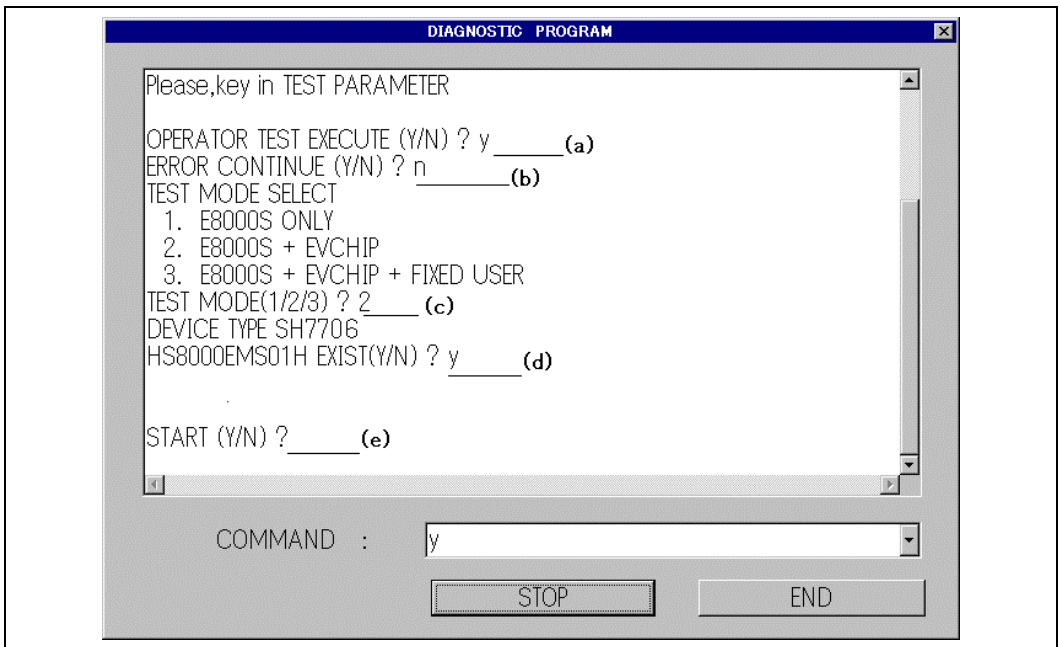 DIAGNOSTIC PROGRAM
Please,key in TEST PARAMETER
OPERATOR TEST EXECUTE (Y/N) ? y (a)
ERROR CONTINUE (Y/N) ? n (b)
TEST MODE SELECT
1. E8000S ONLY
2. E8000S + EVCHIP
3. E8000S + EVCHIP + FIXED USER
TEST MODE(1/2/3) ? 2 (c)
DEVICE TYPE SH7706
HS8000EMS01H EXIST(Y/N) ? y (d)
START (Y/N) ? (e)
COMMAND : y
STOP END